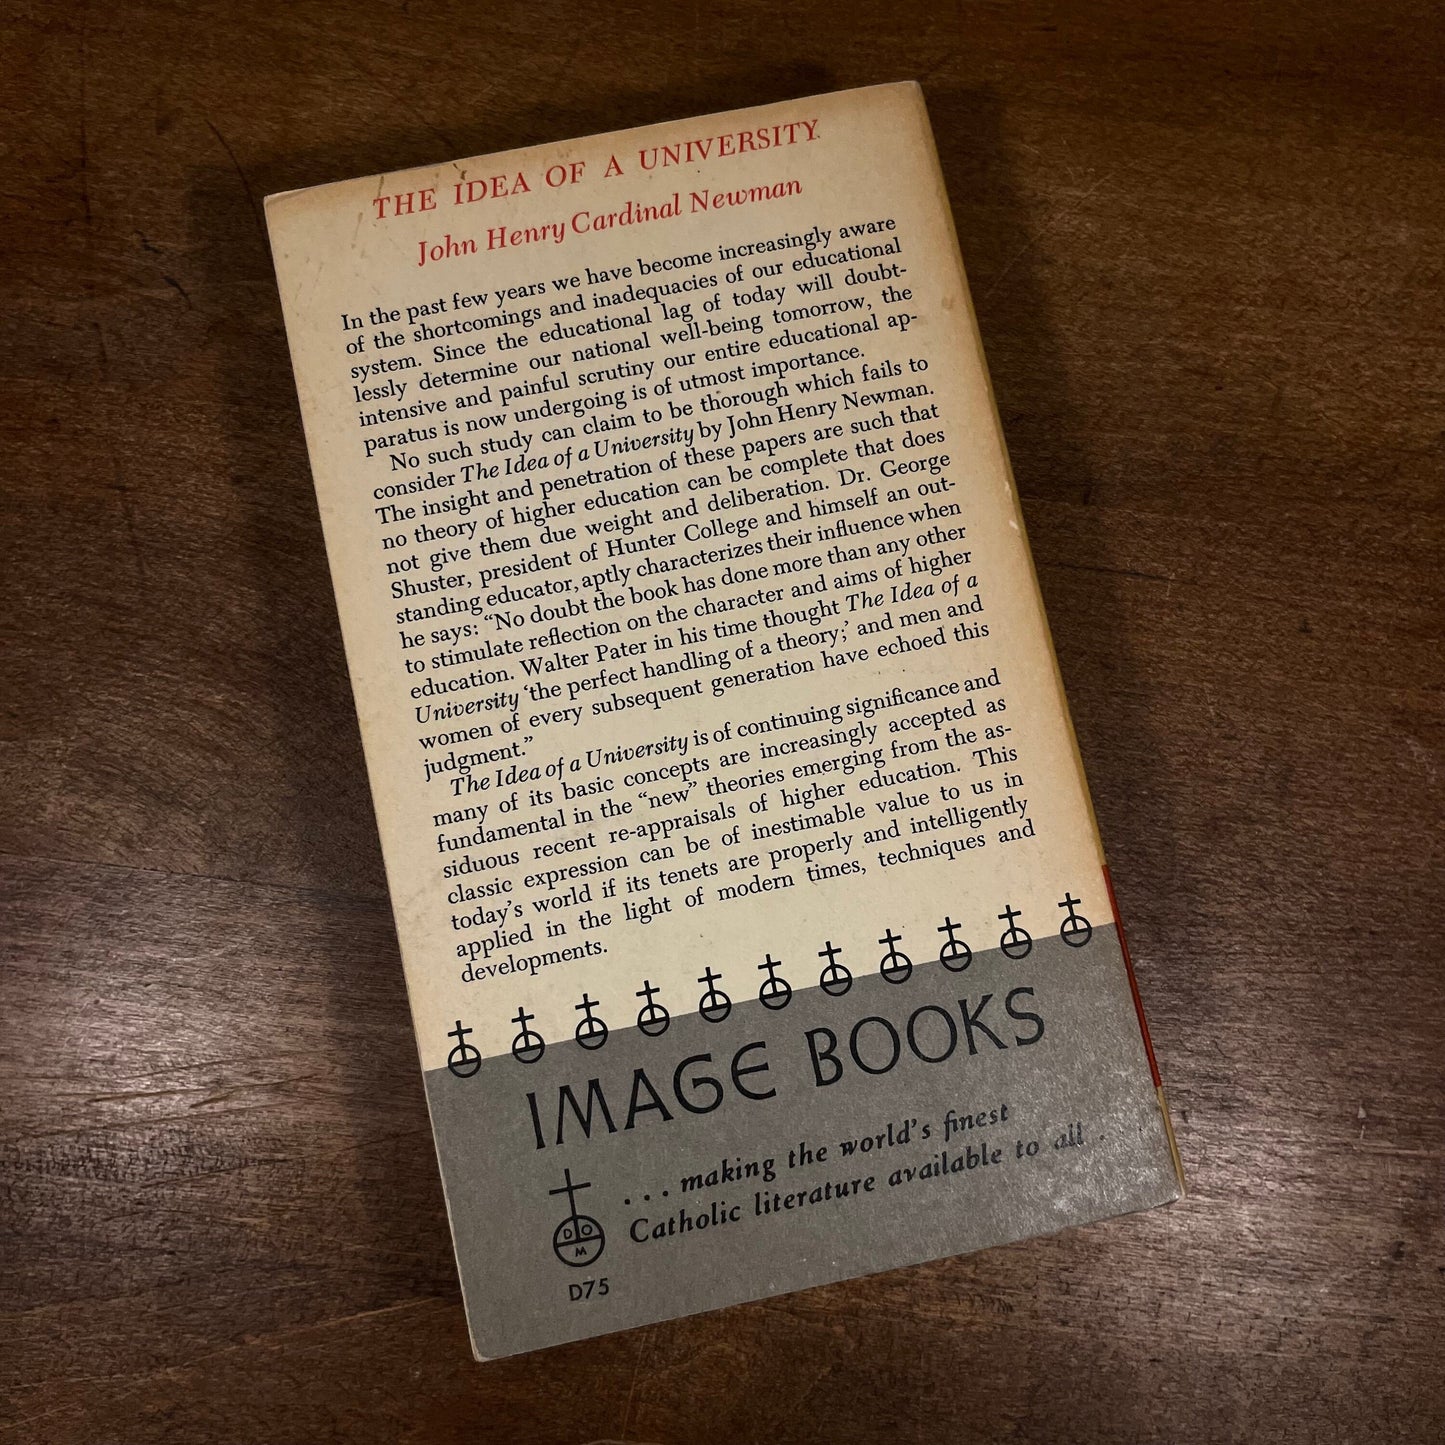 THE IDEA OF A UNIVERSITY
John Henry Cardinal Newman
In the past few years we have become increasingly aware
of the shortcomings and inadequacies of our educational
system. Since the educational lag of today will doubt-
lessly determine our national well-being tomorrow, the
intensive and painful scrutiny our entire educational ap-
paratus is now undergoing is of utmost importance.
No such study can claim to be thorough which fails to
consider The Idea of a University by John Henry Newman.
The insight and penetration of these papers are such that
no theory of higher education can be complete that does
not give them due weight and deliberation. Dr. George
Shuster, president of Hunter College and himself an out-
standing educator, aptly characterizes their influence when
he says: “No doubt the book has done more than any other
to stimulate reflection on the character and aims of higher
education. Walter Pater in his time thought The Idea of a
University ‘the perfect handling of a theory;’ and men and
women of every subsequent generation have echoed this
judgment.”
The Idea of a University is of continuing significance and
many of its basic concepts are increasingly accepted as
fundamental in the “new” theories emerging from the as-
siduous recent re-appraisals of higher education. This
classic expression can be of inestimable value to us in
today’s world if its tenets are properly and intelligently
applied in the light of modern times, techniques and
developments.
IMAGE BOOKS
. . . making the world’s finest
Catholic literature available to all .
D O
M
D75